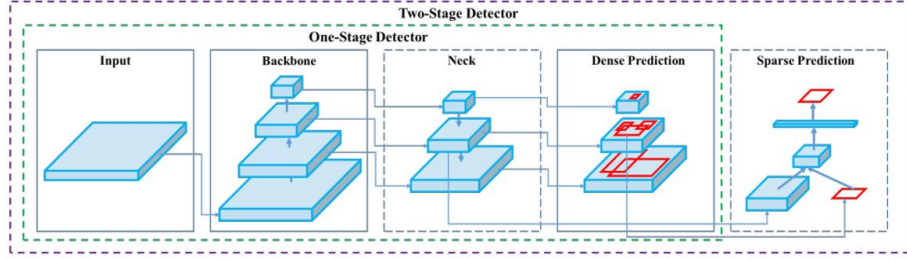 Two-Stage Detector
One-Stage Detector
Input
Backbone
Neck
Dense Prediction
Sparse Prediction